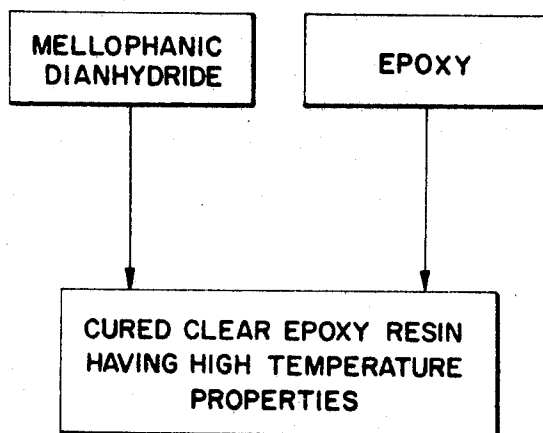 MELLOPHANIC
DIANHYDRIDE
EPOXY
CURED CLEAR EPOXY RESIN
HAVING HIGH TEMPERATURE
PROPERTIES